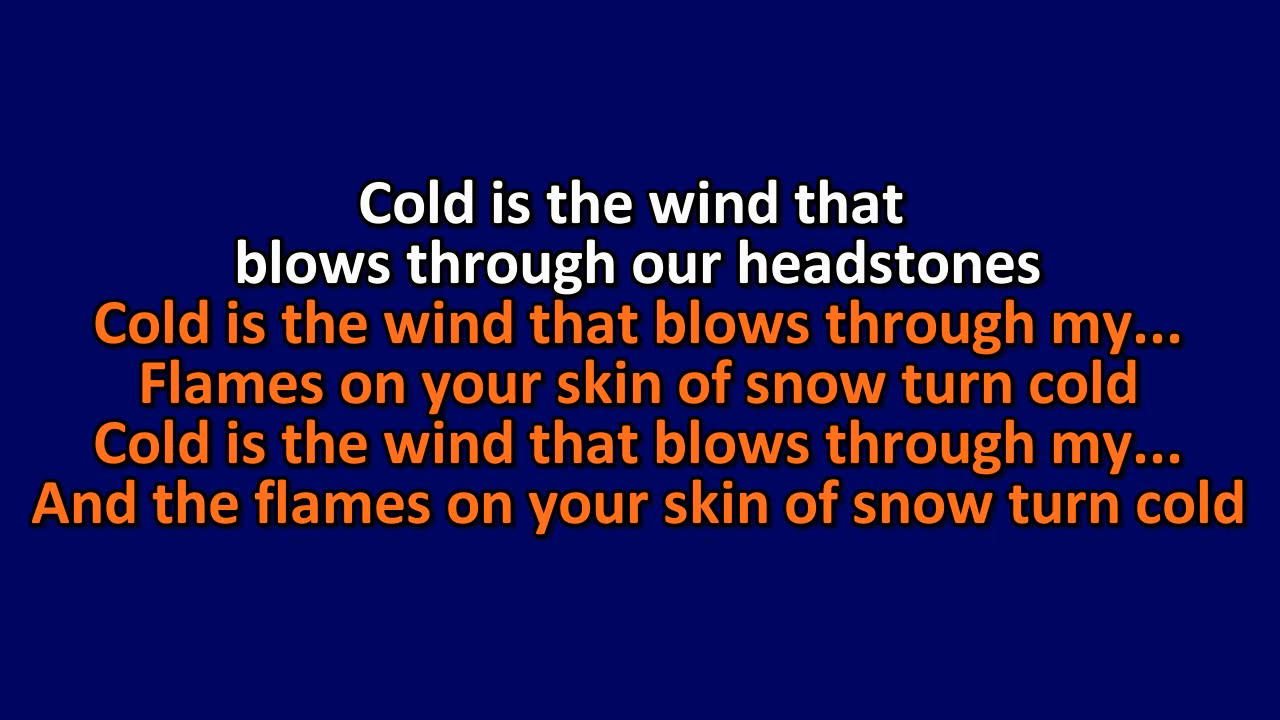 Cold is the wind that
blows through our headstones
Cold is the wind that blows through my...
Flames on your skin of snow turn cold
Cold is the wind that blows through my...
And the flames on your skin of snow turn cold